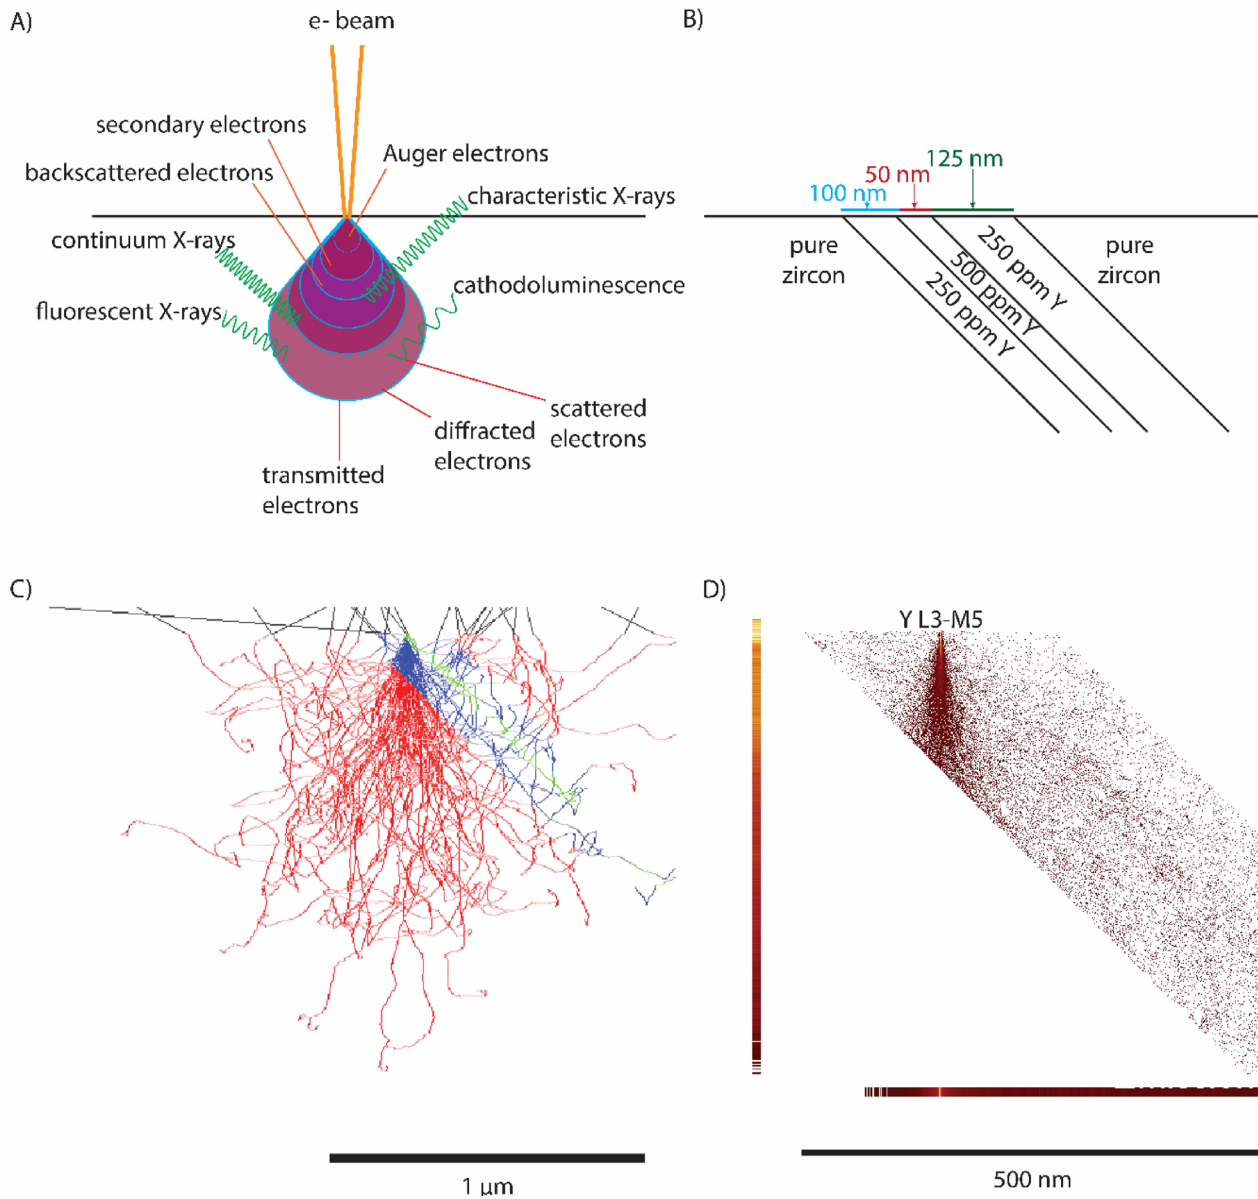 A)
e- beam
secondary electrons
Auger electrons
backscattered electrons
characteristic X-rays
continuum X-rays
cathodoluminescence
fluorescent X-rays
scattered
electrons
diffracted
electrons
transmitted
electrons
B)
125 nm
50 nm
100 nm
pure
zircon
250 ppm Y
500 ppm Y
250 ppm Y
pure
zircon
C)
1 μm
D)
Y L3-M5
500 nm